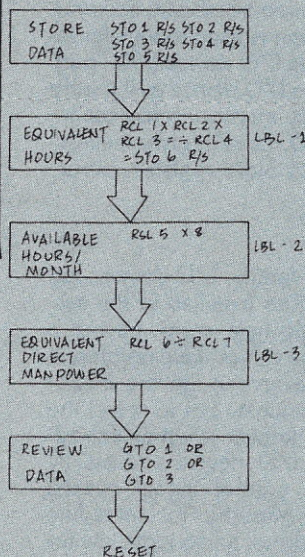 STORE STO 1 R/S STO 2 R/S
STO 3 R/S STO 4 R/S
DATA STO 5 R/S
EQUIVALENT RCL 1 X RCL 2 X
RCL 3 = ÷ RCL 4
HOURS = STO 6 R/S
LBL - 1
AVAILABLE RSL 5 X 8
HOURS/
MONTH
LBL - 2
EQUIVALENT RCL 6 ÷ RCL 7
DIRECT
MANPOWER
LBL - 3
REVIEW GTO 1 OR
GTO 2 OR
DATA GTO 3
RESET